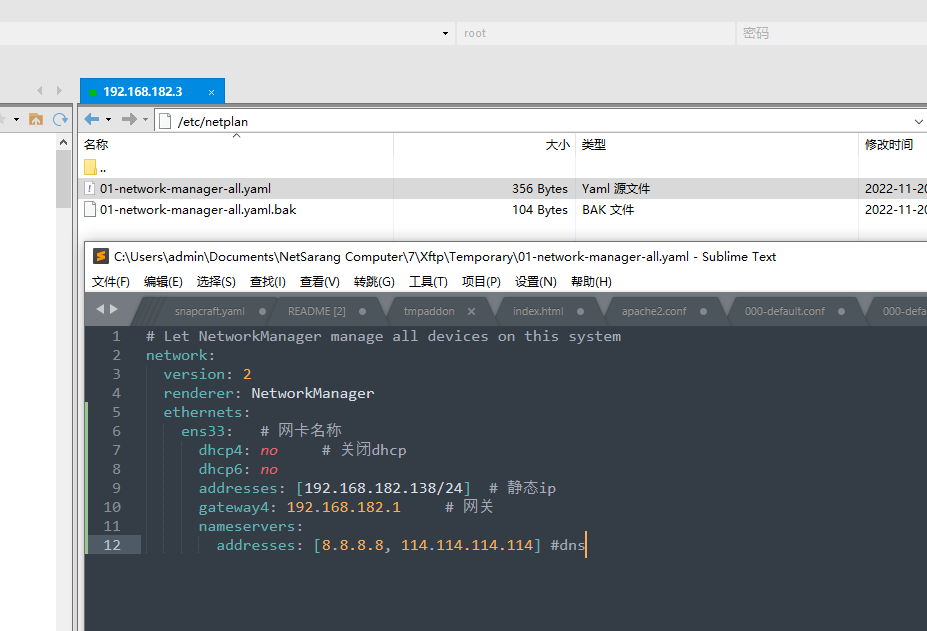 root
密码
192.168.182.3 ×
/etc/netplan
名称 大小 类型 修改时间
..
01-network-manager-all.yaml 356 Bytes Yaml 源文件 2022-11-20
01-network-manager-all.yaml.bak 104 Bytes BAK 文件 2022-11-20
C:\Users\admin\Documents\NetSarang Computer\7\Xftp\Temporary\01-network-manager-all.yaml - Sublime Text
文件(F) 编辑(E) 选择(S) 查找(I) 查看(V) 转跳(G) 工具(T) 项目(P) 设置(N) 帮助(H)
snapcraft.yaml README [2] tmpaddon × index.html apache2.conf 000-default.conf 000-defa
1 # Let NetworkManager manage all devices on this system
2 network:
3 version: 2
4 renderer: NetworkManager
5 ethernets:
6 ens33: # 网卡名称
7 dhcp4: no # 关闭dhcp
8 dhcp6: no
9 addresses: [192.168.182.138/24] # 静态ip
10 gateway4: 192.168.182.1 # 网关
11 nameservers:
12 addresses: [8.8.8.8, 114.114.114.114] #dns